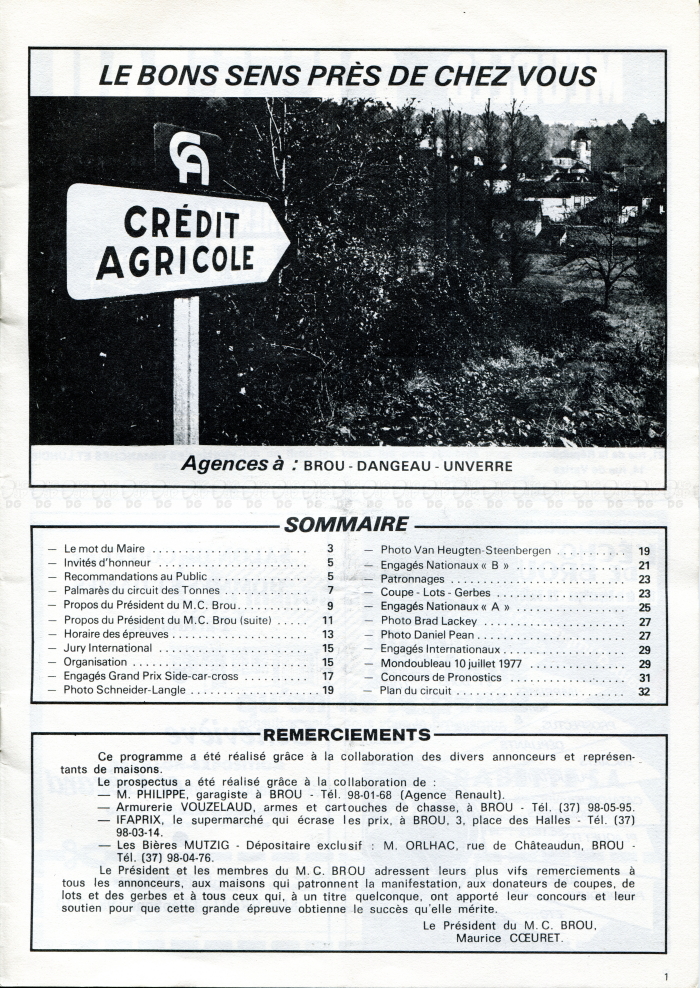 LE BONS SENS PRÈS DE CHEZ VOUS
CA
CRÉDIT
AGRICOLE
Agences à : BROU - DANGEAU - UNVERRE
SOMMAIRE
— Le mot du Maire . . . . . . . . . . 3
— Invités d'honneur . . . . . . . . . . 5
— Recommandations au Public . . . . . . . . . . 5
— Palmarès du circuit des Tonnes . . . . . . . . . . 7
— Propos du Président du M.C. Brou . . . . . . . . . . 9
— Propos du Président du M.C. Brou (suite) . . . . . 11
— Horaire des épreuves . . . . . . . . . . 13
— Jury International . . . . . . . . . . 15
— Organisation . . . . . . . . . . 15
— Engagés Grand Prix Side-car-cross . . . . . . . . . . 17
— Photo Schneider-Langle . . . . . . . . . . 19
— Photo Van Heugten-Steenbergen . . . . . . . . . . 19
— Engagés Nationaux « B » . . . . . . . . . . 21
— Patronnages . . . . . . . . . . 23
— Coupe - Lots - Gerbes . . . . . . . . . . 23
— Engagés Nationaux « A » . . . . . . . . . . 25
— Photo Brad Lackey . . . . . . . . . . 27
— Photo Daniel Pean . . . . . . . . . . 27
— Engagés Internationaux . . . . . . . . . . 29
— Mondoubleau 10 juillet 1977 . . . . . . . . . . 29
— Concours de Pronostics . . . . . . . . . . 31
— Plan du circuit . . . . . . . . . . 32
REMERCIEMENTS
Ce programme a été réalisé grâce à la collaboration des divers annonceurs et représen-
tants de maisons.
Le prospectus a été réalisé grâce à la collaboration de :
— M. PHILIPPE, garagiste à BROU - Tél. 98-01-68 (Agence Renault).
— Armurerie VOUZELAUD, armes et cartouches de chasse, à BROU - Tél. (37) 98-05-95.
— IFAPRIX, le supermarché qui écrase les prix, à BROU, 3, place des Halles - Tél. (37)
98-03-14.
— Les Bières MUTZIG - Dépositaire exclusif : M. ORLHAC, rue de Châteaudun, BROU -
Tél. (37) 98-04-76.
Le Président et les membres du M.C. BROU adressent leurs plus vifs remerciements à
tous les annonceurs, aux maisons qui patronnent la manifestation, aux donateurs de coupes, de
lots et des gerbes et à tous ceux qui, à un titre quelconque, ont apporté leur concours et leur
soutien pour que cette grande épreuve obtienne le succès qu'elle mérite.
Le Président du M.C. BROU,
Maurice CŒURET.
1